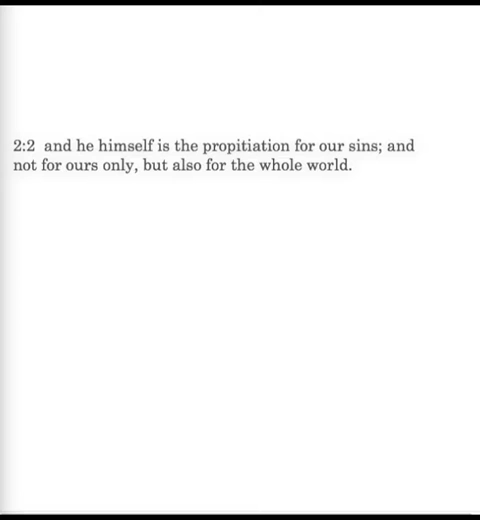 2:2 and he himself is the propitiation for our sins; and
not for ours only, but also for the whole world.